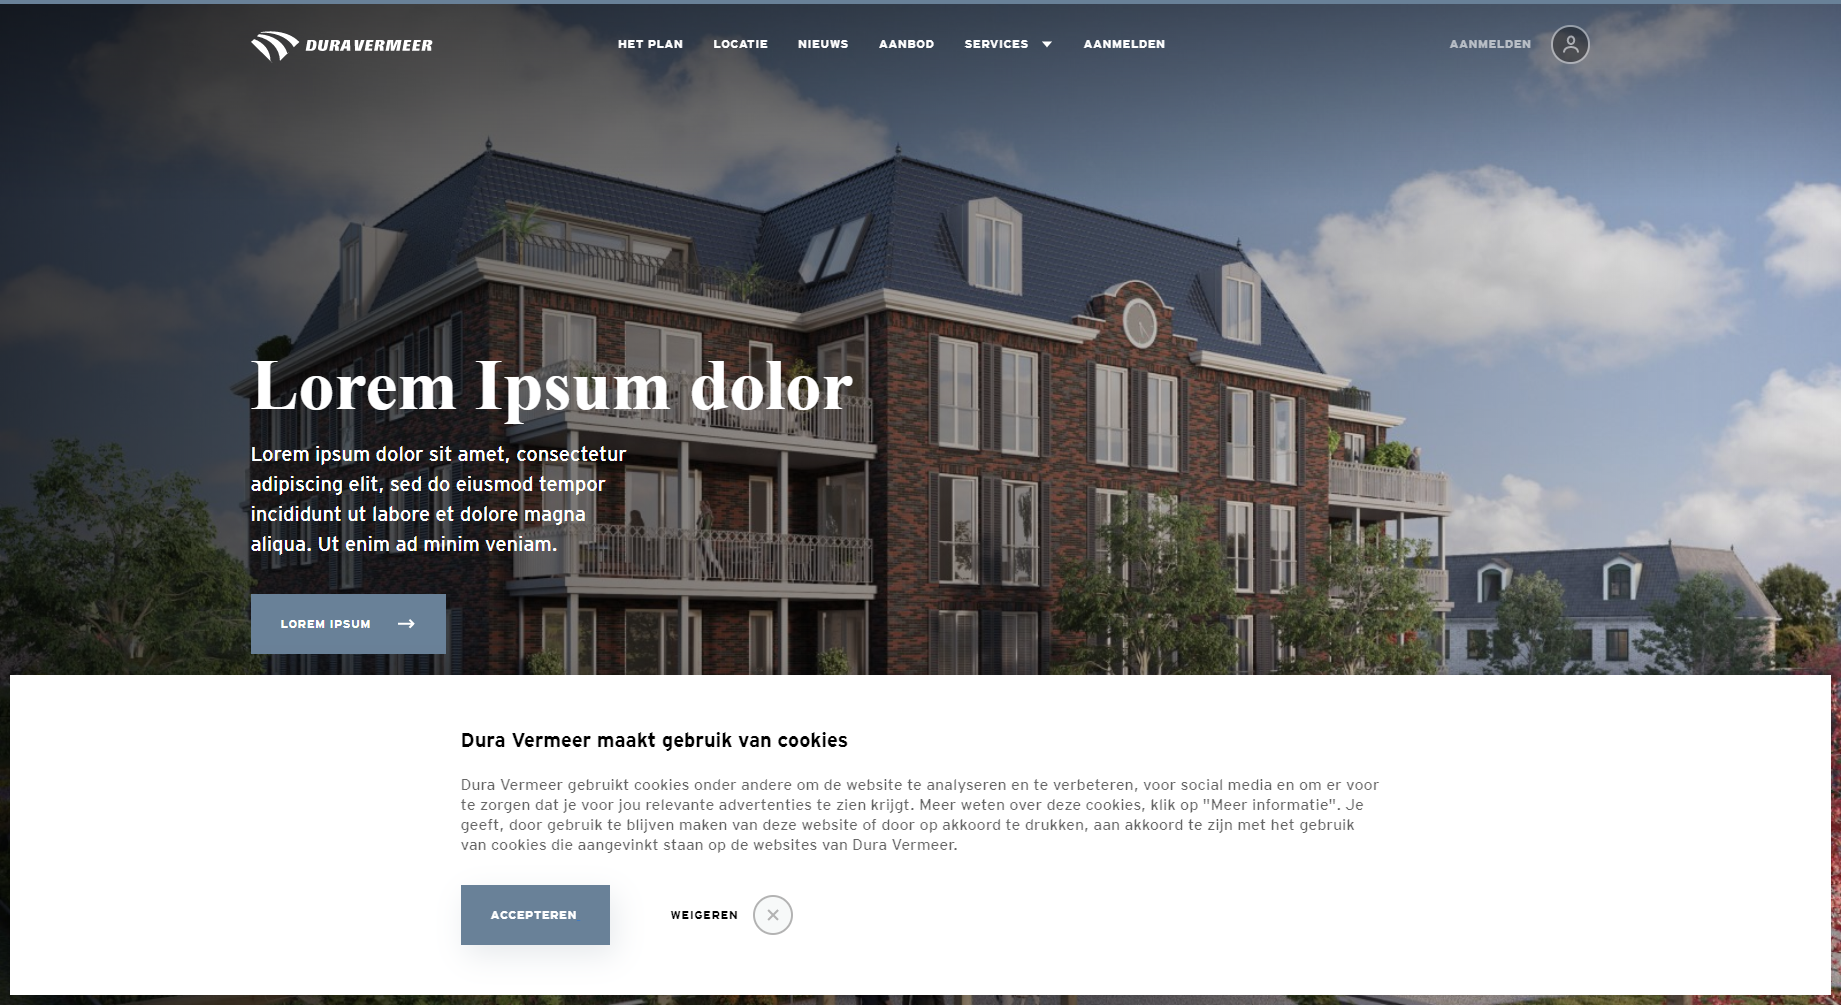 DURA VERMEER
HET PLAN LOCATIE NIEUWS AANBOD SERVICES AANMELDEN
AANMELDEN
Lorem Ipsum dolor
Lorem ipsum dolor sit amet, consectetur
adipiscing elit, sed do eiusmod tempor
incididunt ut labore et dolore magna
aliqua. Ut enim ad minim veniam.
LOREM IPSUM
Dura Vermeer maakt gebruik van cookies
Dura Vermeer gebruikt cookies onder andere om de website te analyseren en te verbeteren, voor social media en om er voor
te zorgen dat je voor jou relevante advertenties te zien krijgt. Meer weten over deze cookies, klik op "Meer informatie". Je
geeft, door gebruik te blijven maken van deze website of door op akkoord te drukken, aan akkoord te zijn met het gebruik
van cookies die aangevinkt staan op de websites van Dura Vermeer.
ACCEPTEREN
WEIGEREN